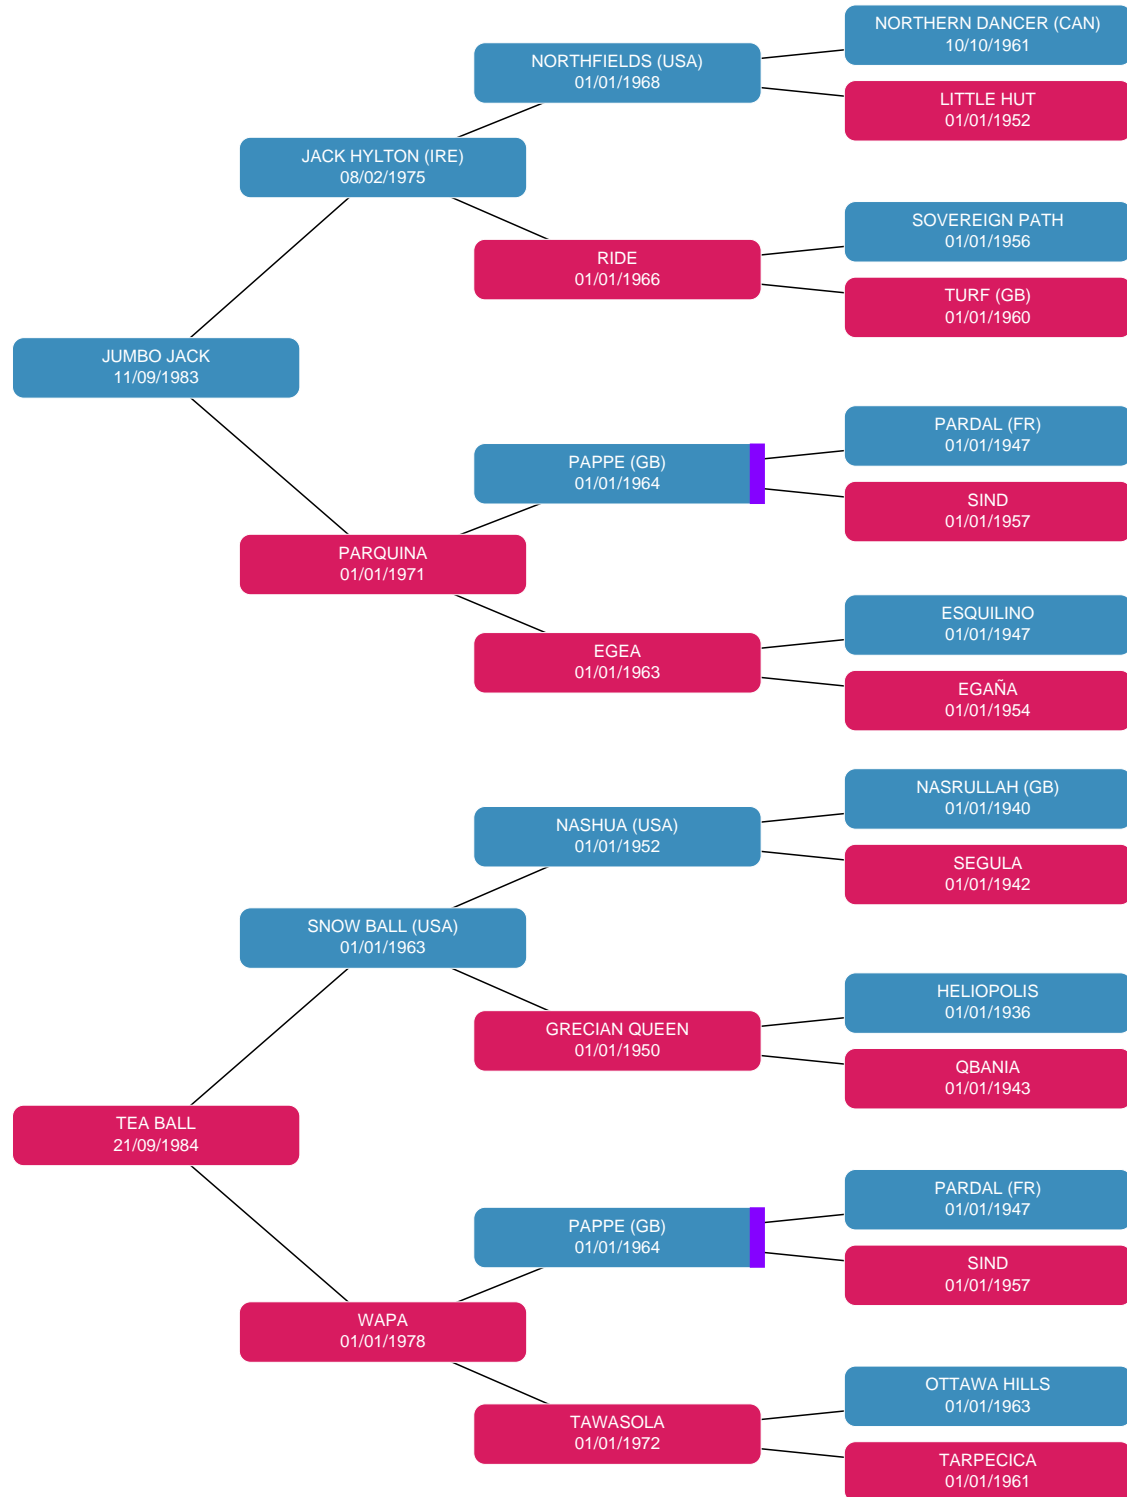 NORTHERN DANCER (CAN)
10/10/1961
NORTHFIELDS (USA)
01/01/1968
LITTLE HUT
01/01/1952
JACK HYLTON (IRE)
08/02/1975
SOVEREIGN PATH
01/01/1956
RIDE
01/01/1966
TURF (GB)
01/01/1960
JUMBO JACK
11/09/1983
PARDAL (FR)
01/01/1947
PAPPE (GB)
01/01/1964
SIND
01/01/1957
PARQUINA
01/01/1971
ESQUILINO
01/01/1947
EGEA
01/01/1963
EGAÑA
01/01/1954
NASRULLAH (GB)
01/01/1940
NASHUA (USA)
01/01/1952
SEGULA
01/01/1942
SNOW BALL (USA)
01/01/1963
HELIOPOLIS
01/01/1936
GRECIAN QUEEN
01/01/1950
QBANIA
01/01/1943
TEA BALL
21/09/1984
PARDAL (FR)
01/01/1947
PAPPE (GB)
01/01/1964
SIND
01/01/1957
WAPA
01/01/1978
OTTAWA HILLS
01/01/1963
TAWASOLA
01/01/1972
TARPECICA
01/01/1961